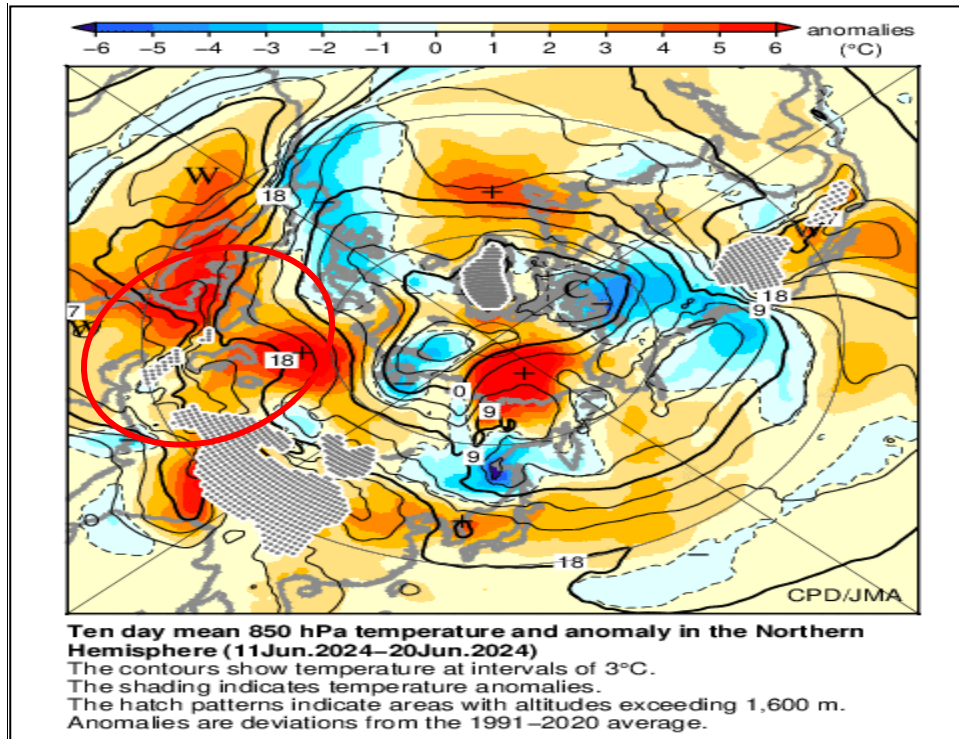 anomalies
−6 −5 −4 −3 −2 −1 0 1 2 3 4 5 6 (°C)
W
18
C
18
9
7
18
0
9
9
18
CPD/JMA
Ten day mean 850 hPa temperature and anomaly in the Northern
Hemisphere (11Jun.2024−20Jun.2024)
The contours show temperature at intervals of 3°C.
The shading indicates temperature anomalies.
The hatch patterns indicate areas with altitudes exceeding 1,600 m.
Anomalies are deviations from the 1991−2020 average.